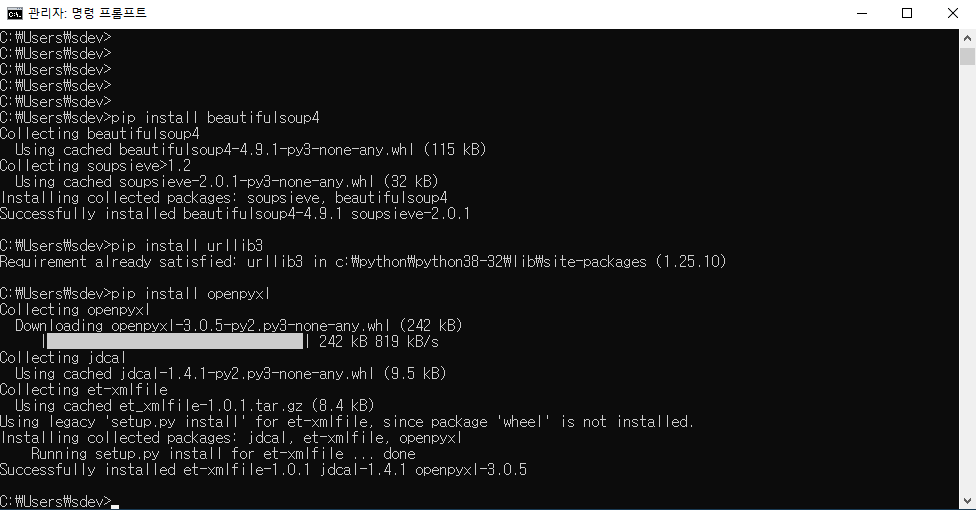 관리자: 명령 프롬프트
C:₩Users₩sdev>
C:₩Users₩sdev>
C:₩Users₩sdev>
C:₩Users₩sdev>
C:₩Users₩sdev>
C:₩Users₩sdev>pip install beautifulsoup4
Collecting beautifulsoup4
  Using cached beautifulsoup4-4.9.1-py3-none-any.whl (115 kB)
Collecting soupsieve>1.2
  Using cached soupsieve-2.0.1-py3-none-any.whl (32 kB)
Installing collected packages: soupsieve, beautifulsoup4
Successfully installed beautifulsoup4-4.9.1 soupsieve-2.0.1
C:₩Users₩sdev>pip install urllib3
Requirement already satisfied: urllib3 in c:₩python₩python38-32₩lib₩site-packages (1.25.10)
C:₩Users₩sdev>pip install openpyxl
Collecting openpyxl
  Downloading openpyxl-3.0.5-py2.py3-none-any.whl (242 kB)
     |████████████████████████████████| 242 kB 819 kB/s
Collecting jdcal
  Using cached jdcal-1.4.1-py2.py3-none-any.whl (9.5 kB)
Collecting et-xmlfile
  Using cached et_xmlfile-1.0.1.tar.gz (8.4 kB)
Using legacy 'setup.py install' for et-xmlfile, since package 'wheel' is not installed.
Installing collected packages: jdcal, et-xmlfile, openpyxl
    Running setup.py install for et-xmlfile ... done
Successfully installed et-xmlfile-1.0.1 jdcal-1.4.1 openpyxl-3.0.5
C:₩Users₩sdev>